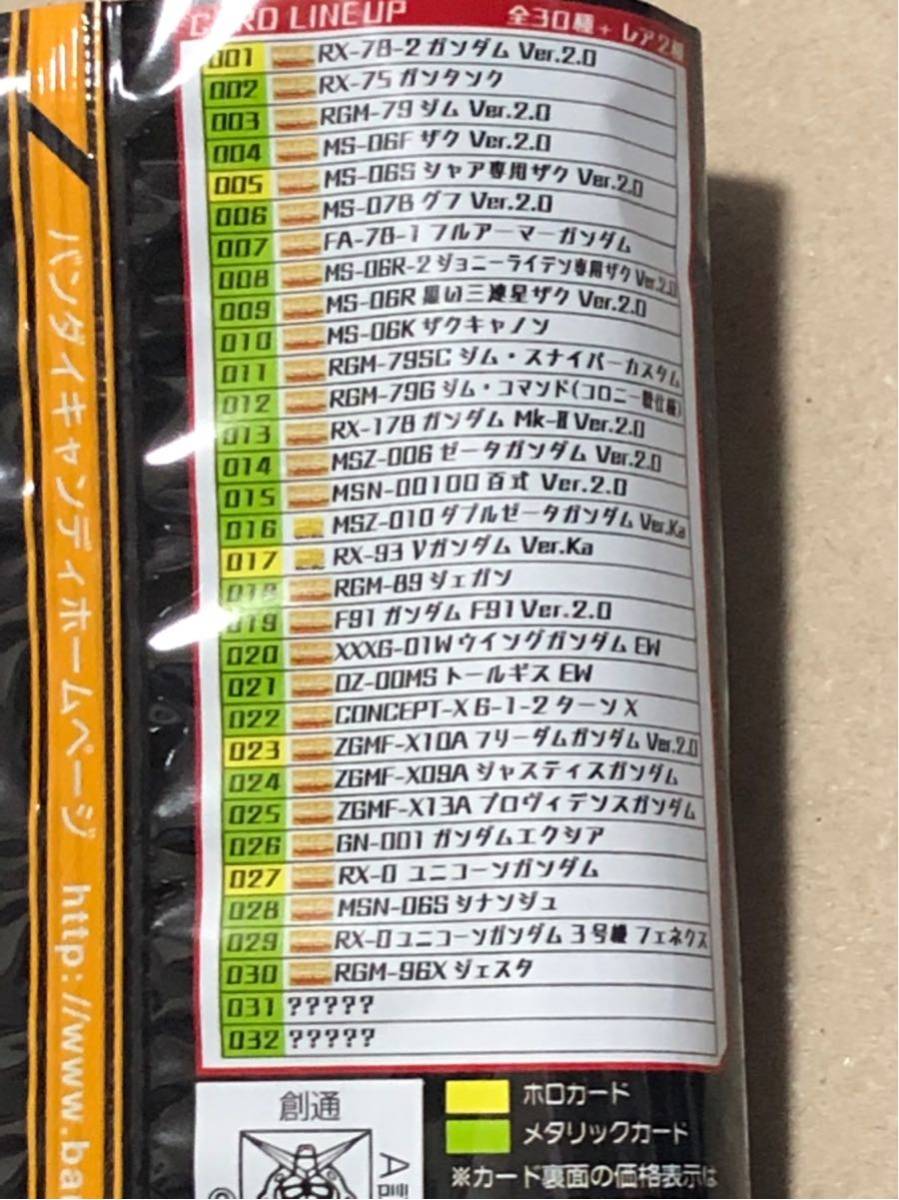 CARD LINEUP 全30種+レア2種
001 RX-78-2 ガンダム Ver.2.0
002 RX-75 ガンタンク
003 RGM-79 ジム Ver.2.0
004 MS-06F ザク Ver.2.0
005 MS-06S シャア専用ザク Ver.2.0
006 MS-07B グフ Ver.2.0
007 FA-78-1 フルアーマーガンダム
008 MS-06R-2 ジョニーライデン専用ザク Ver.2.0
009 MS-06R 黒い三連星ザク Ver.2.0
010 MS-06K ザクキャノン
011 RGM-79SC ジム・スナイパーカスタム
012 RGM-79G ジム・コマンド(コロニー戦仕様)
013 RX-178 ガンダム Mk-Ⅱ Ver.2.0
014 MSZ-006 ゼータガンダム Ver.2.0
015 MSN-00100 百式 Ver.2.0
016 MSZ-010 ダブルゼータガンダム Ver.Ka
017 RX-93 νガンダム Ver.Ka
018 RGM-89 ジェガン
019 F91 ガンダム F91 Ver.2.0
020 XXXG-01W ウイングガンダム EW
021 OZ-00MS トールギス EW
022 CONCEPT-X 6-1-2 ターンX
023 ZGMF-X10A フリーダムガンダム Ver.2.0
024 ZGMF-X09A ジャスティスガンダム
025 ZGMF-X13A プロヴィデンスガンダム
026 GN-001 ガンダムエクシア
027 RX-0 ユニコーンガンダム
028 MSN-06S シナンジュ
029 RX-0 ユニコーンガンダム 3号機 フェネクス
030 RGM-96X ジェスタ
031 ?????
032 ?????
ホロカード
メタリックカード
※カード裏面の価格表示は
創通
バンダイキャンディホームページ http://www.ba